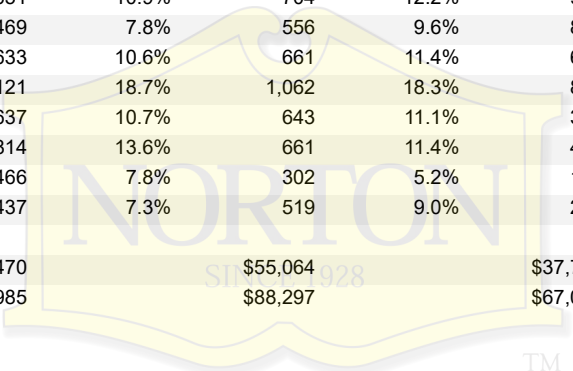 469 7.8% 556 9.6%
633 10.6% 661 11.4%
121 18.7% 1,062 18.3%
637 10.7% 643 11.1%
314 13.6% 661 11.4%
466 7.8% 302 5.2%
437 7.3% 519 9.0%
NORTON
470 $55,064 $37,7
SINCE 1928
985 $88,297 $67,0
TM